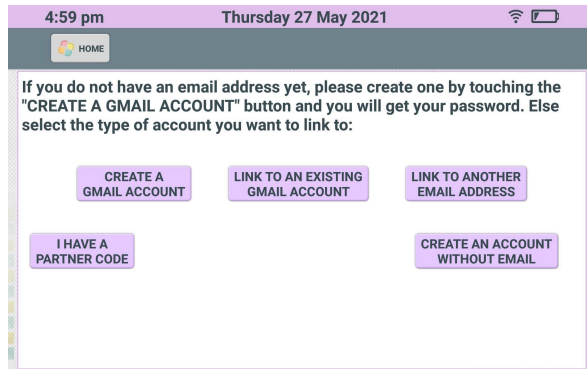 4:59 pm Thursday 27 May 2021
HOME
If you do not have an email address yet, please create one by touching the
"CREATE A GMAIL ACCOUNT" button and you will get your password. Else
select the type of account you want to link to:
CREATE A
GMAIL ACCOUNT
LINK TO AN EXISTING
GMAIL ACCOUNT
LINK TO ANOTHER
EMAIL ADDRESS
I HAVE A
PARTNER CODE
CREATE AN ACCOUNT
WITHOUT EMAIL